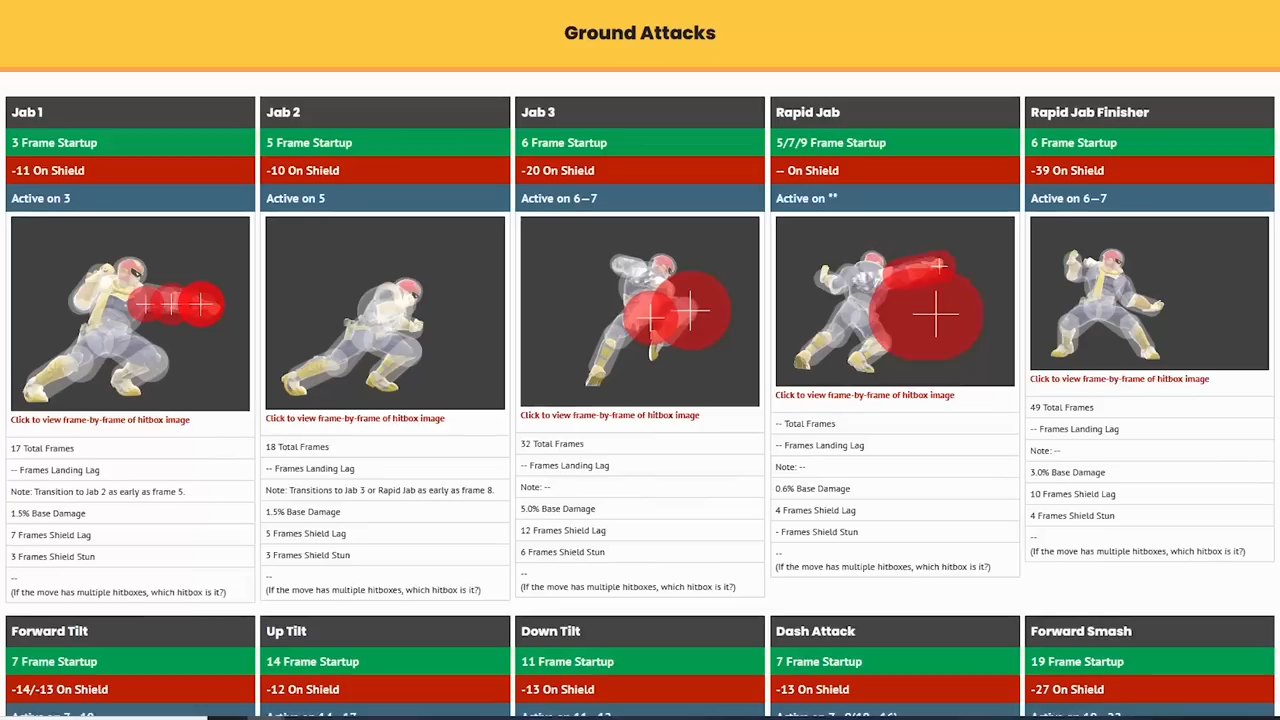 Ground Attacks
Jab 1
3 Frame Startup
-11 On Shield
Active on 3
Click to view frame-by-frame of hitbox image
17 Total Frames
-- Frames Landing Lag
Note: Transition to Jab 2 as early as frame 5.
1.5% Base Damage
7 Frames Shield Lag
3 Frames Shield Stun
--
(If the move has multiple hitboxes, which hitbox is it?)
Jab 2
5 Frame Startup
-10 On Shield
Active on 5
Click to view frame-by-frame of hitbox image
18 Total Frames
-- Frames Landing Lag
Note: Transitions to Jab 3 or Rapid Jab as early as frame 8.
1.5% Base Damage
5 Frames Shield Lag
3 Frames Shield Stun
--
(If the move has multiple hitboxes, which hitbox is it?)
Jab 3
6 Frame Startup
-20 On Shield
Active on 6—7
Click to view frame-by-frame of hitbox image
32 Total Frames
-- Frames Landing Lag
Note: --
5.0% Base Damage
12 Frames Shield Lag
6 Frames Shield Stun
--
(If the move has multiple hitboxes, which hitbox is it?)
Rapid Jab
5/7/9 Frame Startup
-- On Shield
Active on **
Click to view frame-by-frame of hitbox image
-- Total Frames
-- Frames Landing Lag
Note: --
0.6% Base Damage
4 Frames Shield Lag
- Frames Shield Stun
--
(If the move has multiple hitboxes, which hitbox is it?)
Rapid Jab Finisher
6 Frame Startup
-39 On Shield
Active on 6—7
Click to view frame-by-frame of hitbox image
49 Total Frames
-- Frames Landing Lag
Note: --
3.0% Base Damage
10 Frames Shield Lag
4 Frames Shield Stun
--
(If the move has multiple hitboxes, which hitbox is it?)
Forward Tilt
7 Frame Startup
-14/-13 On Shield
Up Tilt
14 Frame Startup
-12 On Shield
Down Tilt
11 Frame Startup
-13 On Shield
Dash Attack
7 Frame Startup
-13 On Shield
Forward Smash
19 Frame Startup
-27 On Shield